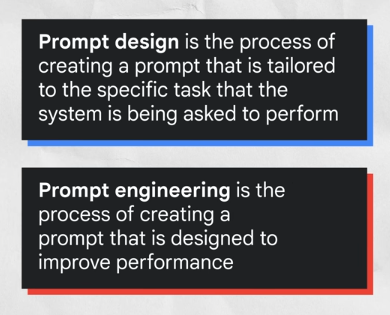 Prompt design is the process of
creating a prompt that is tailored
to the specific task that the
system is being asked to perform
Prompt engineering is the
process of creating a
prompt that is designed to
improve performance